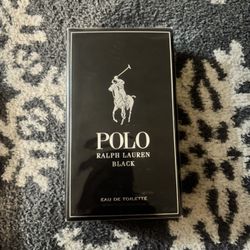 POLO
RALPH LAUREN
BLACK
EAU DE TOILETTE